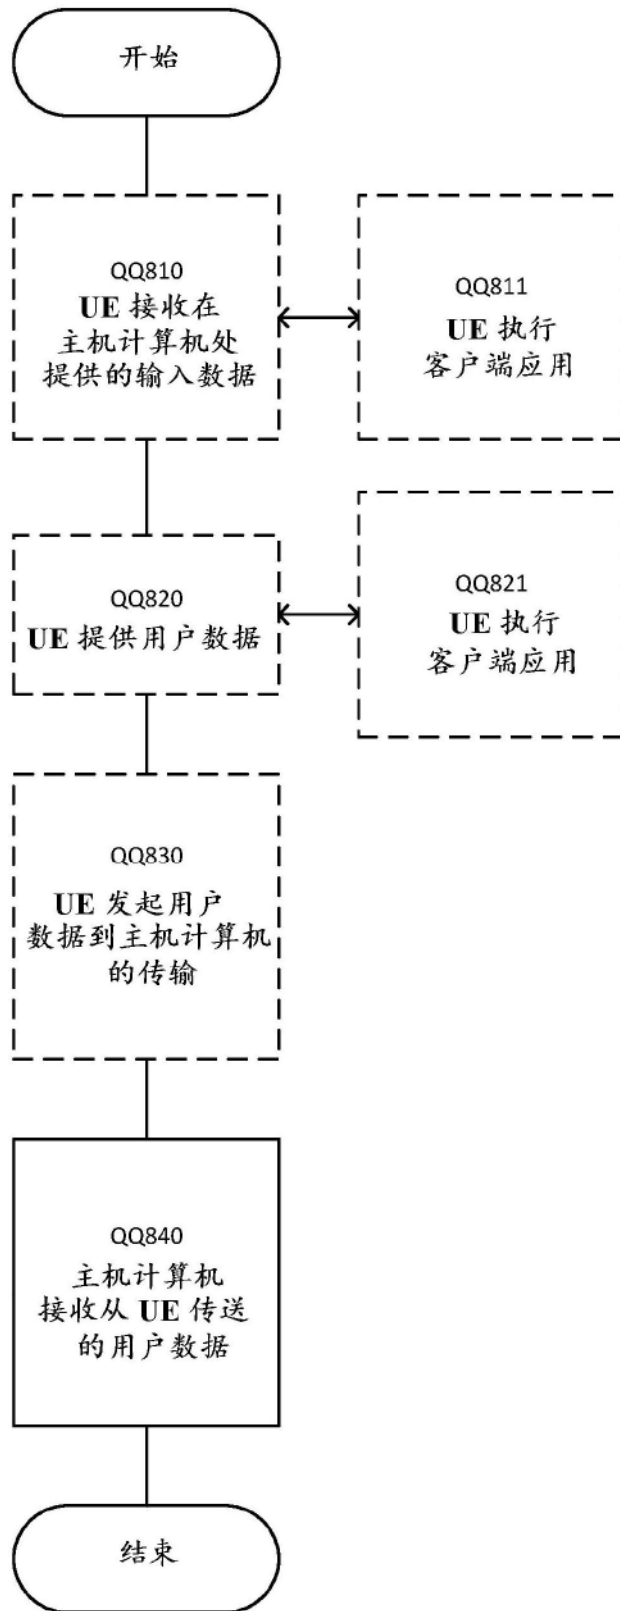 开始
QQ810
UE 接收在
主机计算机处
提供的输入数据
QQ811
UE 执行
客户端应用
QQ820
UE 提供用户数据
QQ821
UE 执行
客户端应用
QQ830
UE 发起用户
数据到主机计算机
的传输
QQ840
主机计算机
接收从 UE 传送
的用户数据
结束